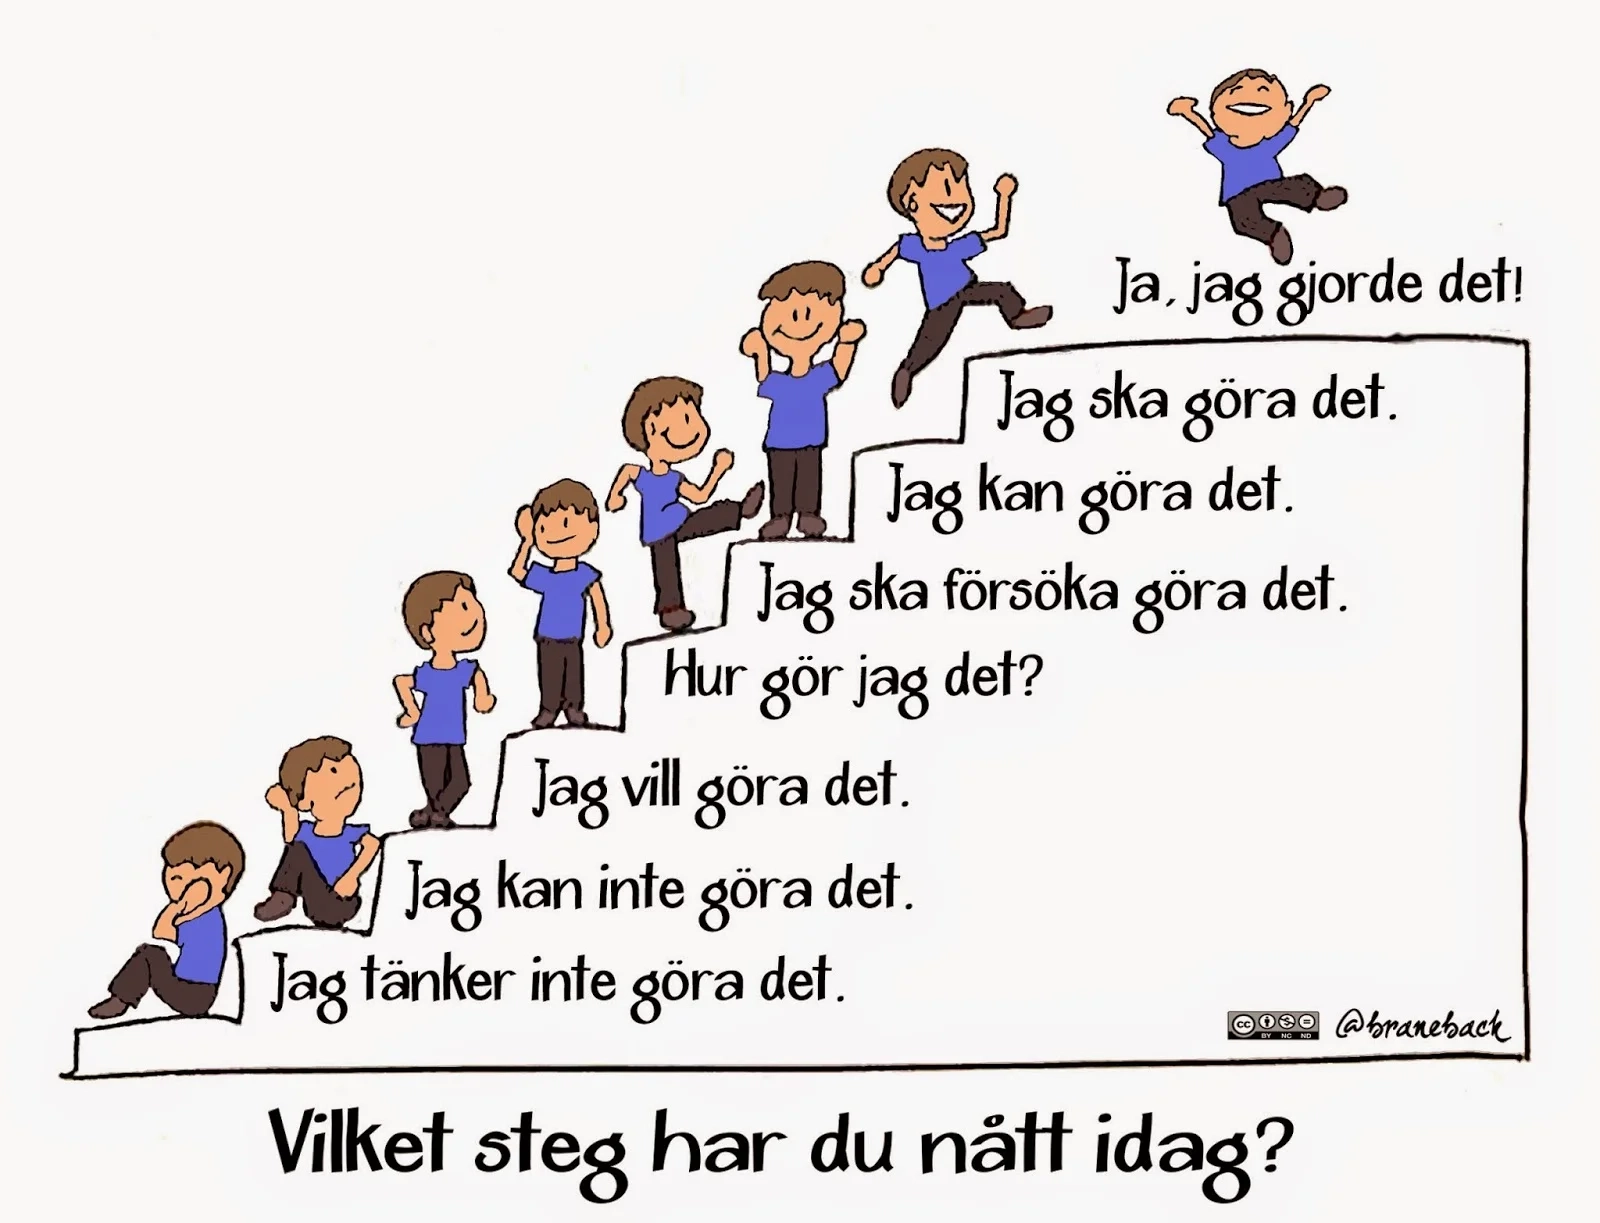 Ja, jag gjorde det!
Jag ska göra det.
Jag kan göra det.
Jag ska försöka göra det.
Hur gör jag det?
Jag vill göra det.
Jag kan inte göra det.
Jag tänker inte göra det.
cc BY NC ND @braneback
Vilket steg har du nått idag?